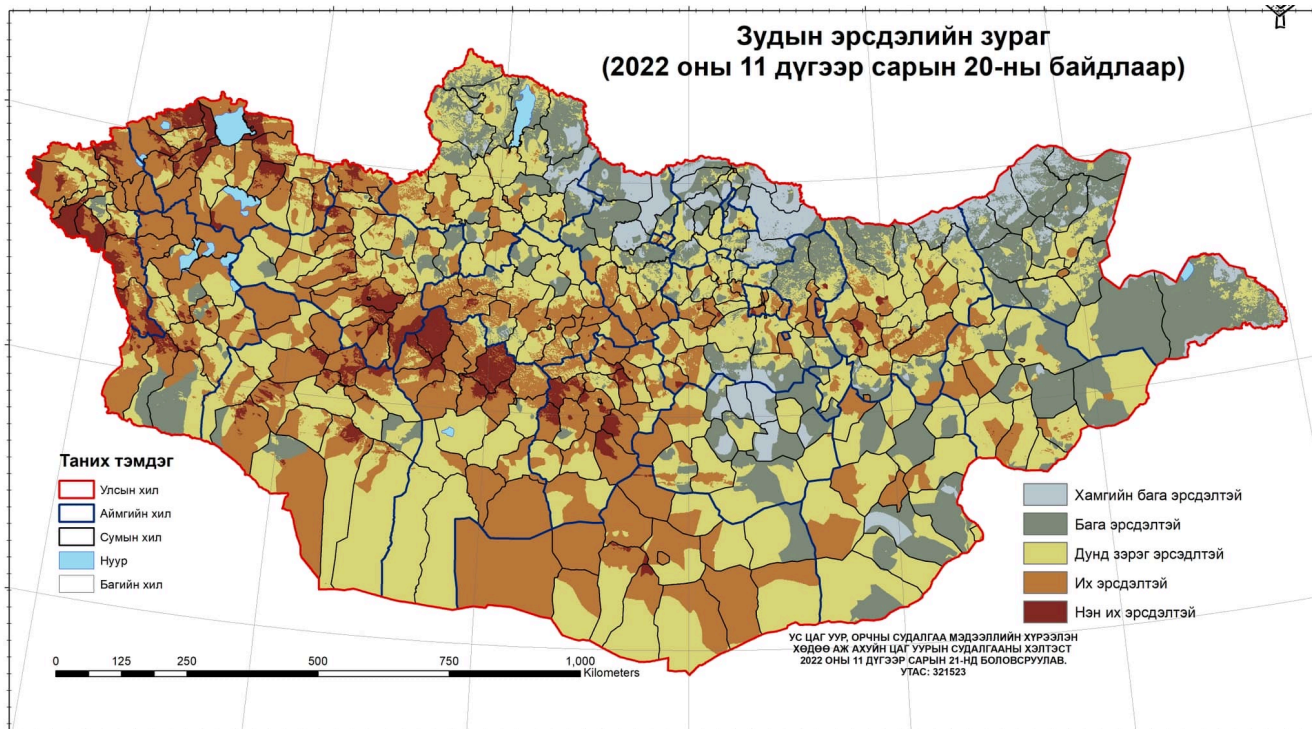 Зудын эрсдэлийн зураг
(2022 оны 11 дүгээр сарын 20-ны байдлаар)
Таних тэмдэг
Улсын хил
Аймгийн хил
Сумын хил
Нуур
Багийн хил
0 125 250 500 750 1,000
Kilometers
Хамгийн бага эрсдэлтэй
Бага эрсдэлтэй
Дунд зэрэг эрсэдлтэй
Их эрсдэлтэй
Нэн их эрсдэлтэй
УС ЦАГ УУР, ОРЧНЫ СУДАЛГАА МЭДЭЭЛЛИЙН ХҮРЭЭЛЭН
ХӨДӨӨ АЖ АХУЙН ЦАГ УУРЫН СУДАЛГААНЫ ХЭЛТЭСТ
2022 ОНЫ 11 ДҮГЭЭР САРЫН 21-НД БОЛОВСРУУЛАВ.
УТАС: 321523